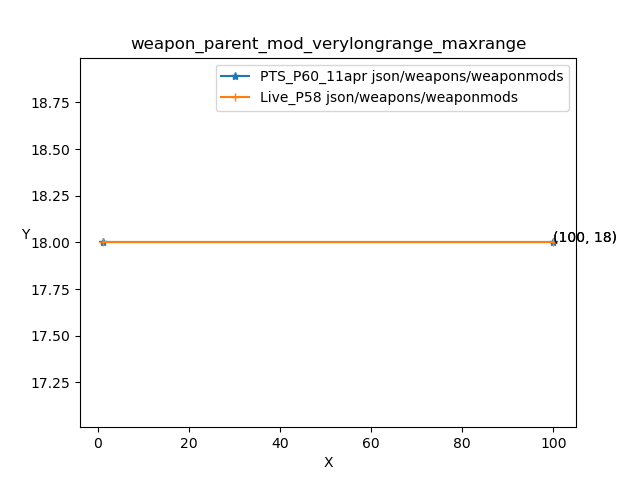 weapon_parent_mod_verylongrange_maxrange
PTS_P60_11apr json/weapons/weaponmods
Live_P58 json/weapons/weaponmods
18.75
18.50
18.25
Y
18.00
(100, 18)
17.75
17.50
17.25
0 20 40 60 80 100
X